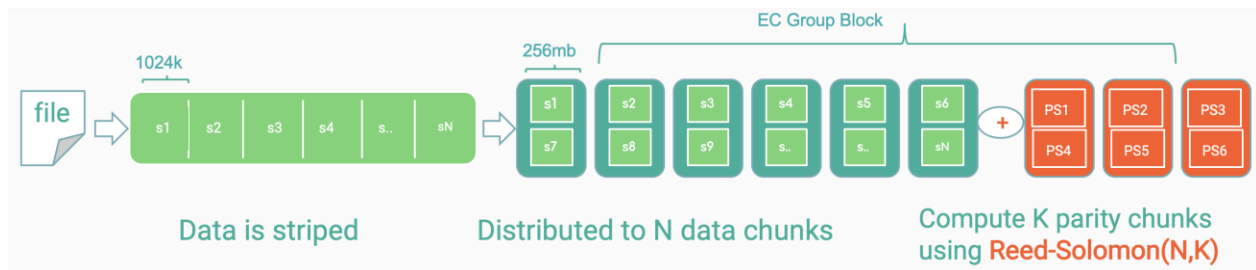 EC Group Block
1024k
256mb
file
s1 s2 s3 s4 s.. sN
s1 s2 s3 s4 s5 s6 + PS1 PS2 PS3
s7 s8 s9 s.. s.. sN PS4 PS5 PS6
Data is striped
Distributed to N data chunks
Compute K parity chunks
using Reed-Solomon(N,K)